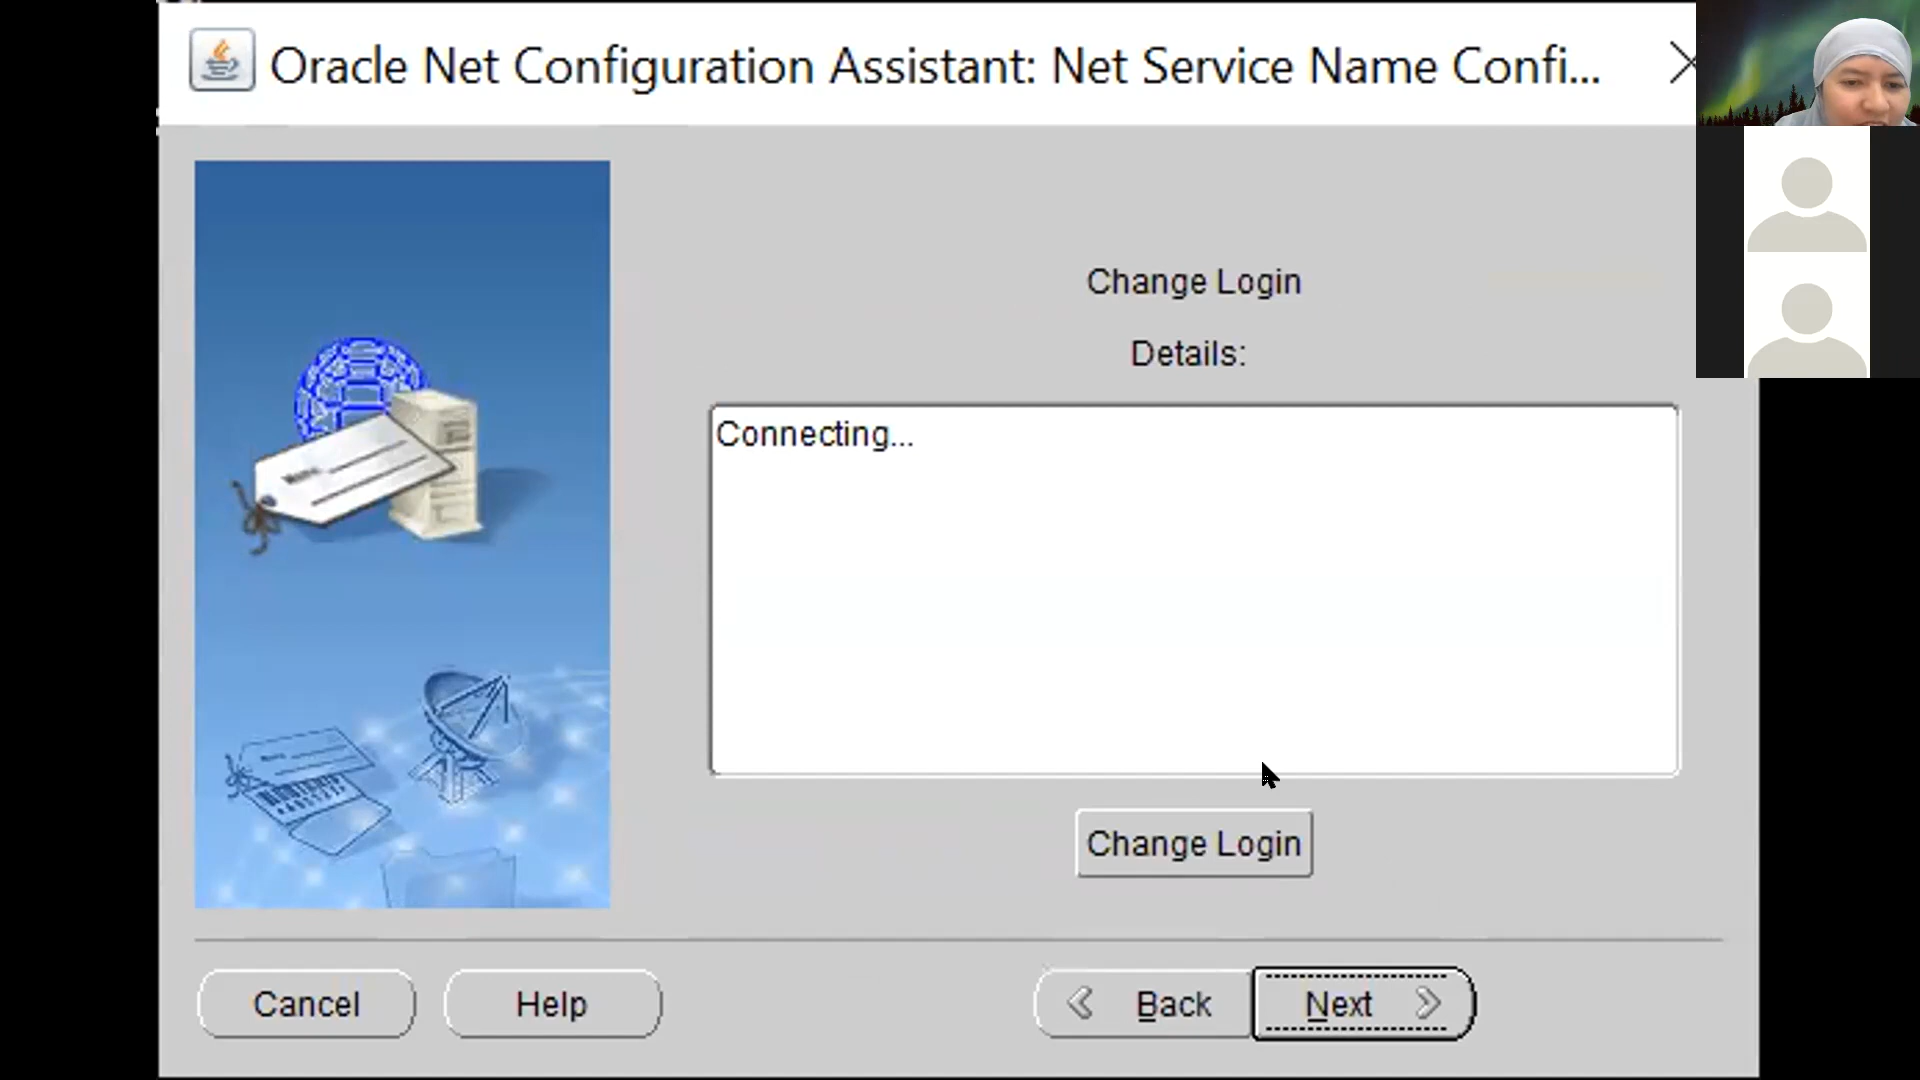 Oracle Net Configuration Assistant: Net Service Name Confi...
Change Login
Details:
Connecting...
Change Login
Cancel
Help
Back
Next